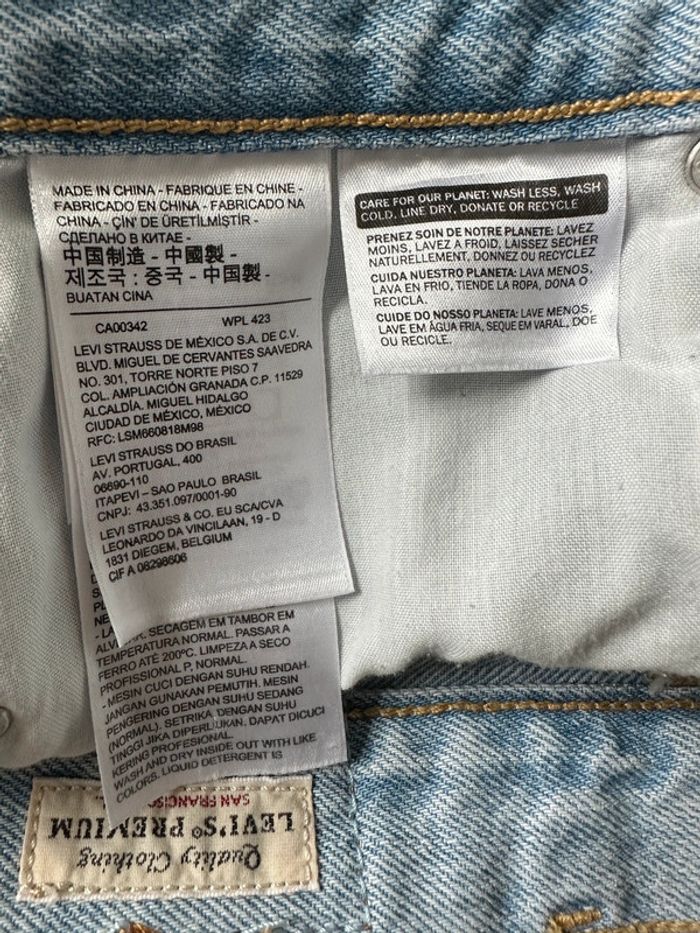 MADE IN CHINA - FABRIQUE EN CHINE -
FABRICADO EN CHINA - FABRICADO NA
CHINA - ÇIN' DE ÜRETİLMİŞTİR -
СДЕЛАНО В КИТАЕ -
中国制造 - 中國製 -
제조국 : 중국 - 中国製 -
BUATAN CINA
CA00342 WPL 423
LEVI STRAUSS DE MÉXICO S.A. DE C.V.
BLVD. MIGUEL DE CERVANTES SAAVEDRA
NO. 301, TORRE NORTE PISO 7
COL. AMPLIACIÓN GRANADA C.P. 11529
ALCALDÍA. MIGUEL HIDALGO
CIUDAD DE MÉXICO, MÉXICO
RFC: LSM660818M98
LEVI STRAUSS DO BRASIL
AV. PORTUGAL, 400
06690-110
ITAPEVI – SAO PAULO BRASIL
CNPJ: 43.351.097/0001-90
LEVI STRAUSS & CO. EU SCA/CVA
LEONARDO DA VINCILAAN, 19 - D
1831 DIEGEM, BELGIUM
CIF A 08298606
CARE FOR OUR PLANET: WASH LESS, WASH
COLD, LINE DRY, DONATE OR RECYCLE
PRENEZ SOIN DE NOTRE PLANETE: LAVEZ
MOINS, LAVEZ A FROID, LAISSEZ SECHER
NATURELLEMENT, DONNEZ OU RECYCLEZ
CUIDA NUESTRO PLANETA: LAVA MENOS,
LAVA EN FRIO, TIENDE LA ROPA, DONA O
RECICLA.
CUIDE DO NOSSO PLANETA: LAVE MENOS,
LAVE EM ÁGUA FRIA, SEQUE EM VARAL, DOE
OU RECICLE.
SECAGEM EM TAMBOR EM
TEMPERATURA NORMAL. PASSAR A
FERRO ATÉ 200ºC. LIMPEZA A SECO
PROFISSIONAL P, NORMAL.
- MESIN CUCI DENGAN SUHU RENDAH.
JANGAN GUNAKAN PEMUTIH. MESIN
PENGERING DENGAN SUHU SEDANG
(NORMAL). SETRIKA DENGAN SUHU
TINGGI JIKA DIPERLUKAN. DAPAT DICUCI
KERING PROFESIONAL.
WASH AND DRY INSIDE OUT WITH LIKE
COLORS. LIQUID DETERGENT IS
Quality Clothing
LEVI'S® PREMIUM
SAN FRANCISCO